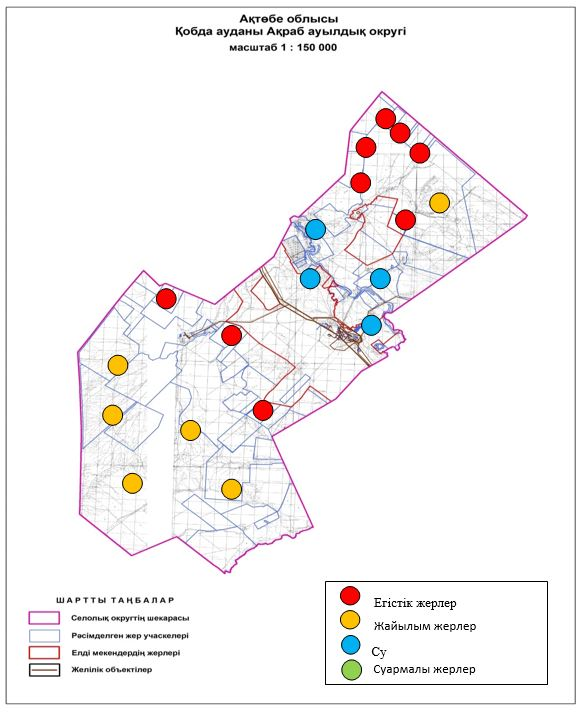 Ақтөбе облысы
Қобда ауданы Ақраб ауылдық округі
масштаб 1 : 150 000
ШАРТТЫ ТАҢБАЛАР
Селолық округтің шекарасы
Рәсімделген жер учаскелері
Елді мекендердің жерлері
Желілік объектілер
Егістік жерлер
Жайылым жерлер
Су
Суармалы жерлер